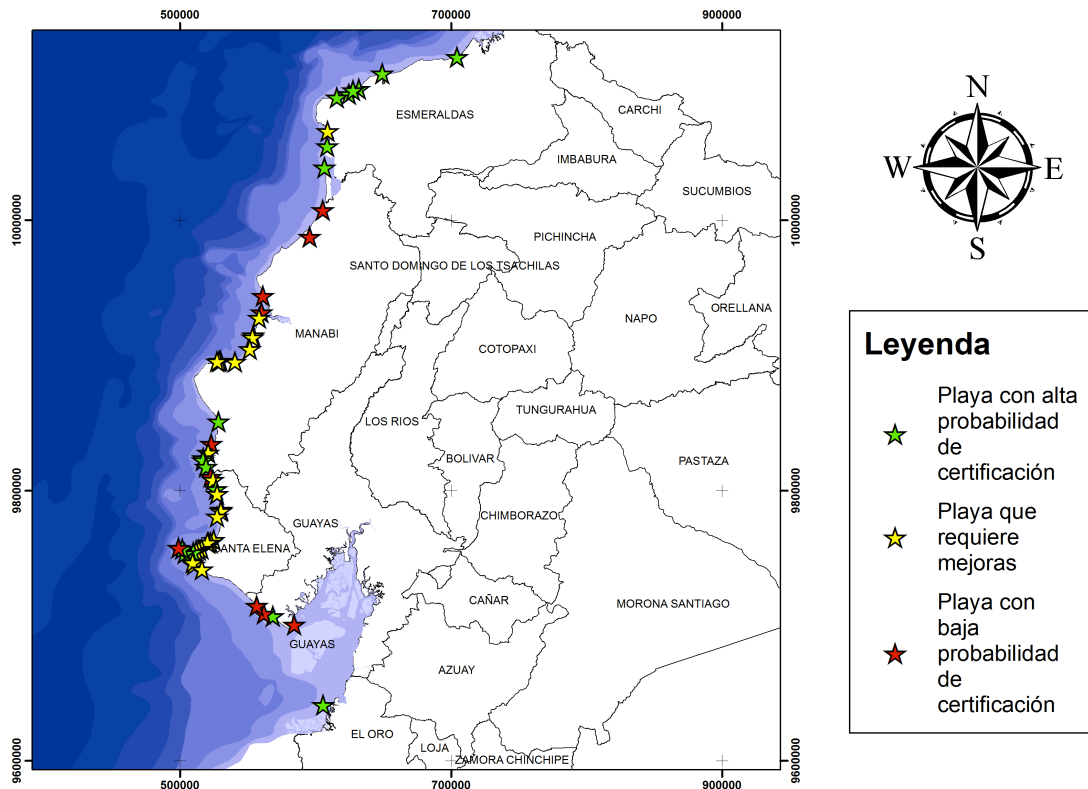 500000 700000 900000
ESMERALDAS
CARCHI
IMBABURA
SUCUMBIOS
10000000
PICHINCHA
SANTO DOMINGO DE LOS TSACHILAS
NAPO
ORELLANA
MANABI
COTOPAXI
TUNGURAHUA
LOS RIOS
BOLIVAR
PASTAZA
9800000
9800000
CHIMBORAZO
GUAYAS
SANTA ELENA
CAÑAR
MORONA SANTIAGO
GUAYAS
AZUAY
EL ORO
LOJA
ZAMORA CHINCHIPE
9600000
9600000
500000 700000 900000
10000000
N
W
E
S
Leyenda
Playa con alta
probabilidad
de
certificación
Playa que
requiere
mejoras
Playa con
baja
probabilidad
de
certificación